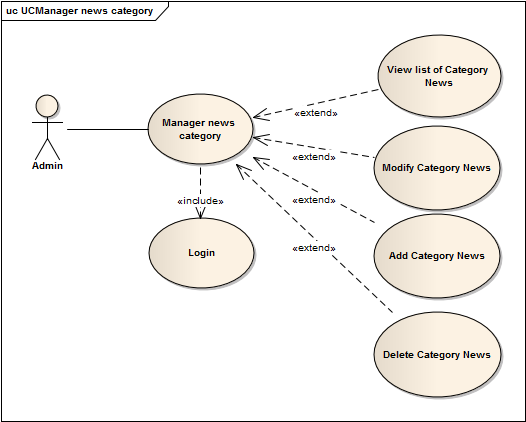 uc UCManager news category
View list of Category
News
«extend»
Manager news
category
«extend»
Modify Category News
Admin
«include»
«extend»
«extend»
Login
Add Category News
Delete Category News